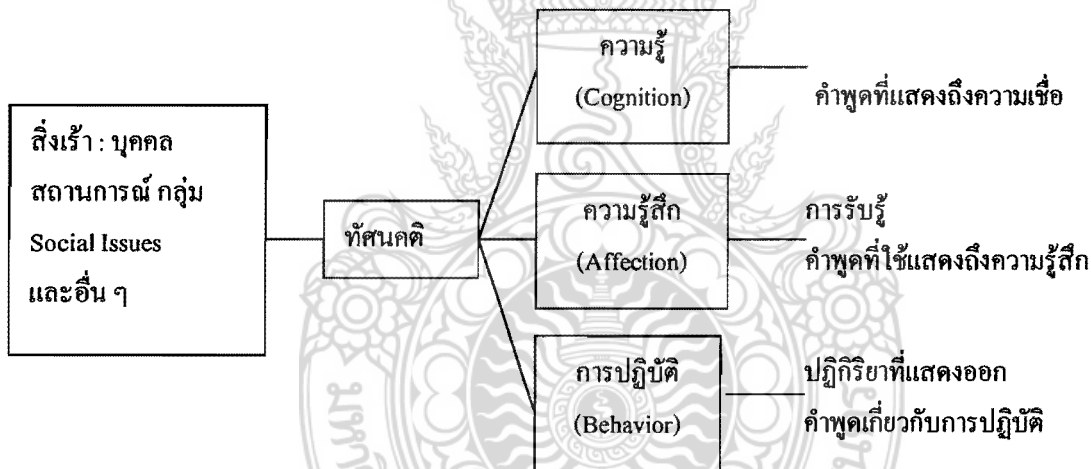 สิ่งเร้า : บุคคล
สถานการณ์ กลุ่ม
Social Issues
และอื่น ๆ
ทัศนคติ
ความรู้
(Cognition)
คำพูดที่แสดงถึงความเชื่อ
ความรู้สึก
(Affection)
การรับรู้
คำพูดที่ใช้แสดงถึงความรู้สึก
การปฏิบัติ
(Behavior)
ปฏิกิริยาที่แสดงออก
คำพูดเกี่ยวกับการปฏิบัติ